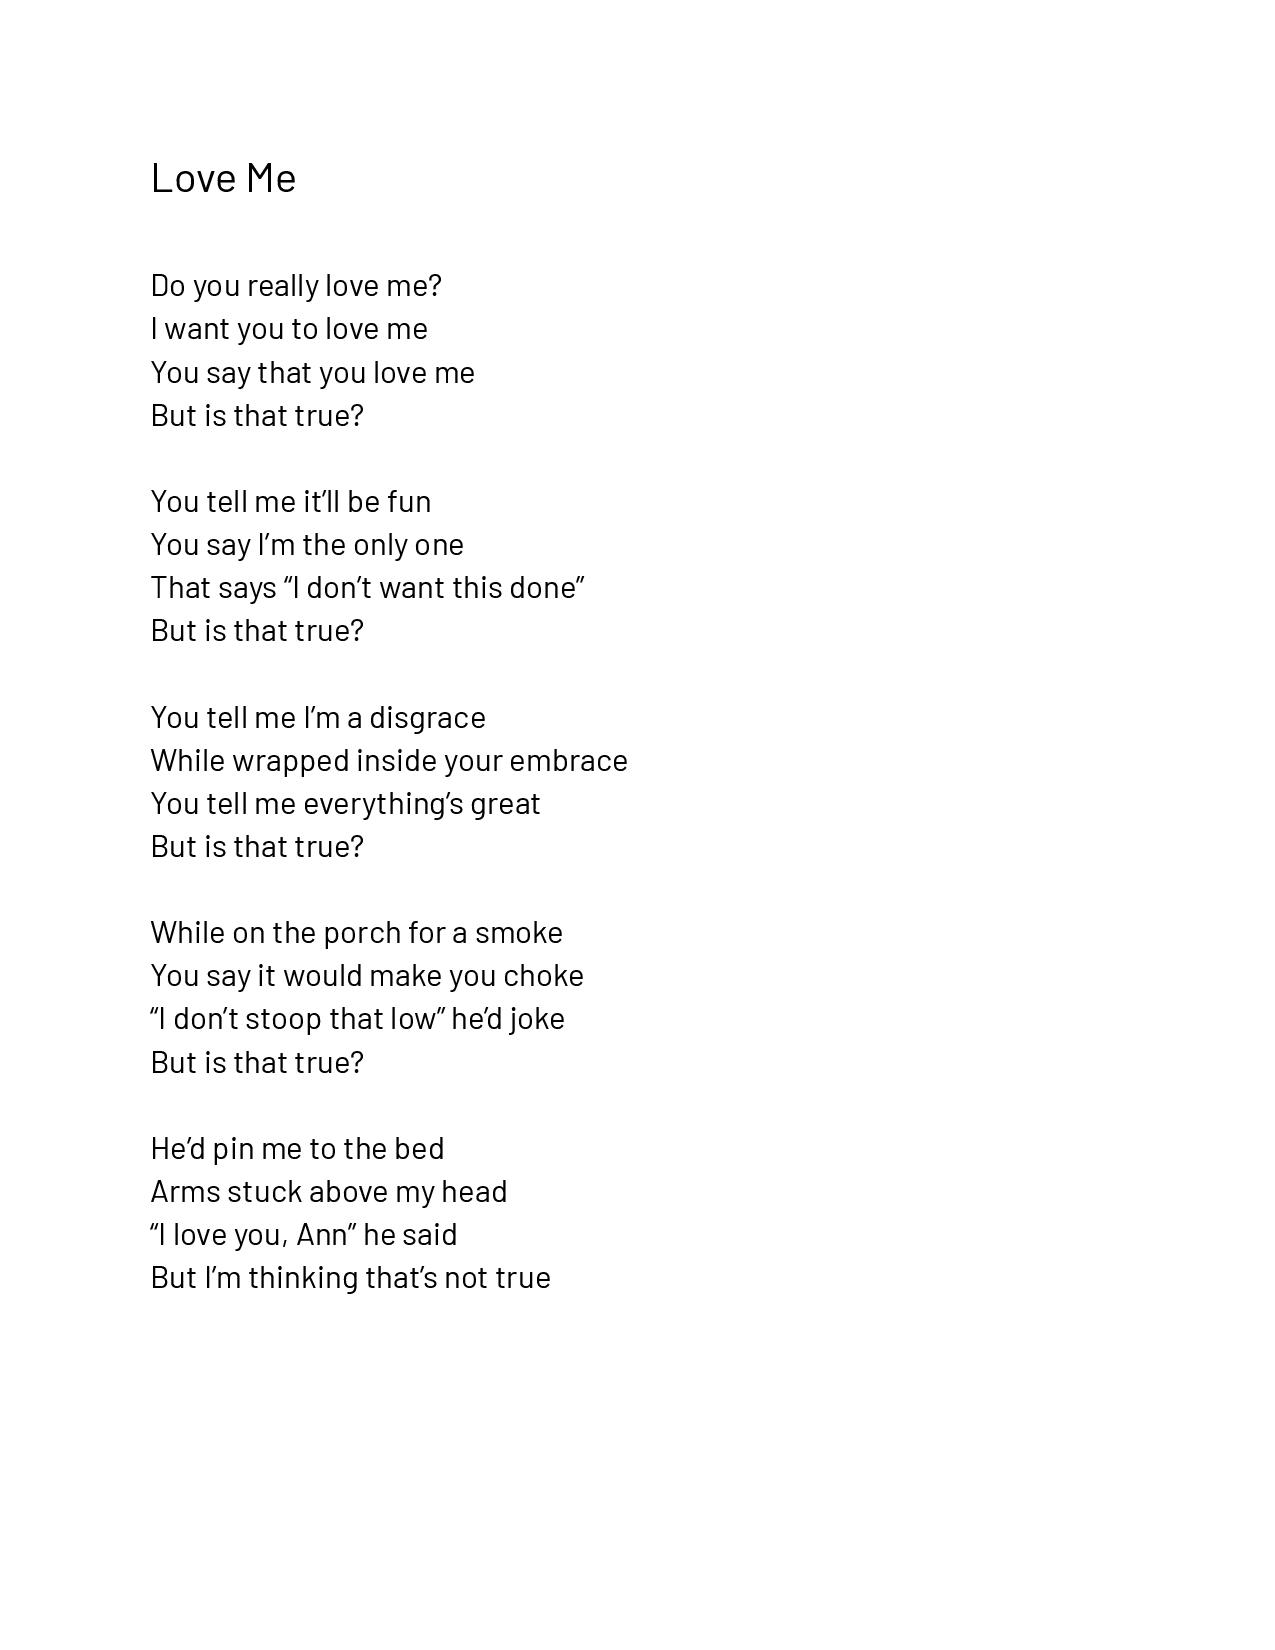 Love Me
Do you really love me?
I want you to love me
You say that you love me
But is that true?
You tell me it’ll be fun
You say I’m the only one
That says “I don’t want this done”
But is that true?
You tell me I’m a disgrace
While wrapped inside your embrace
You tell me everything’s great
But is that true?
While on the porch for a smoke
You say it would make you choke
“I don’t stoop that low” he’d joke
But is that true?
He’d pin me to the bed
Arms stuck above my head
“I love you, Ann” he said
But I’m thinking that’s not true